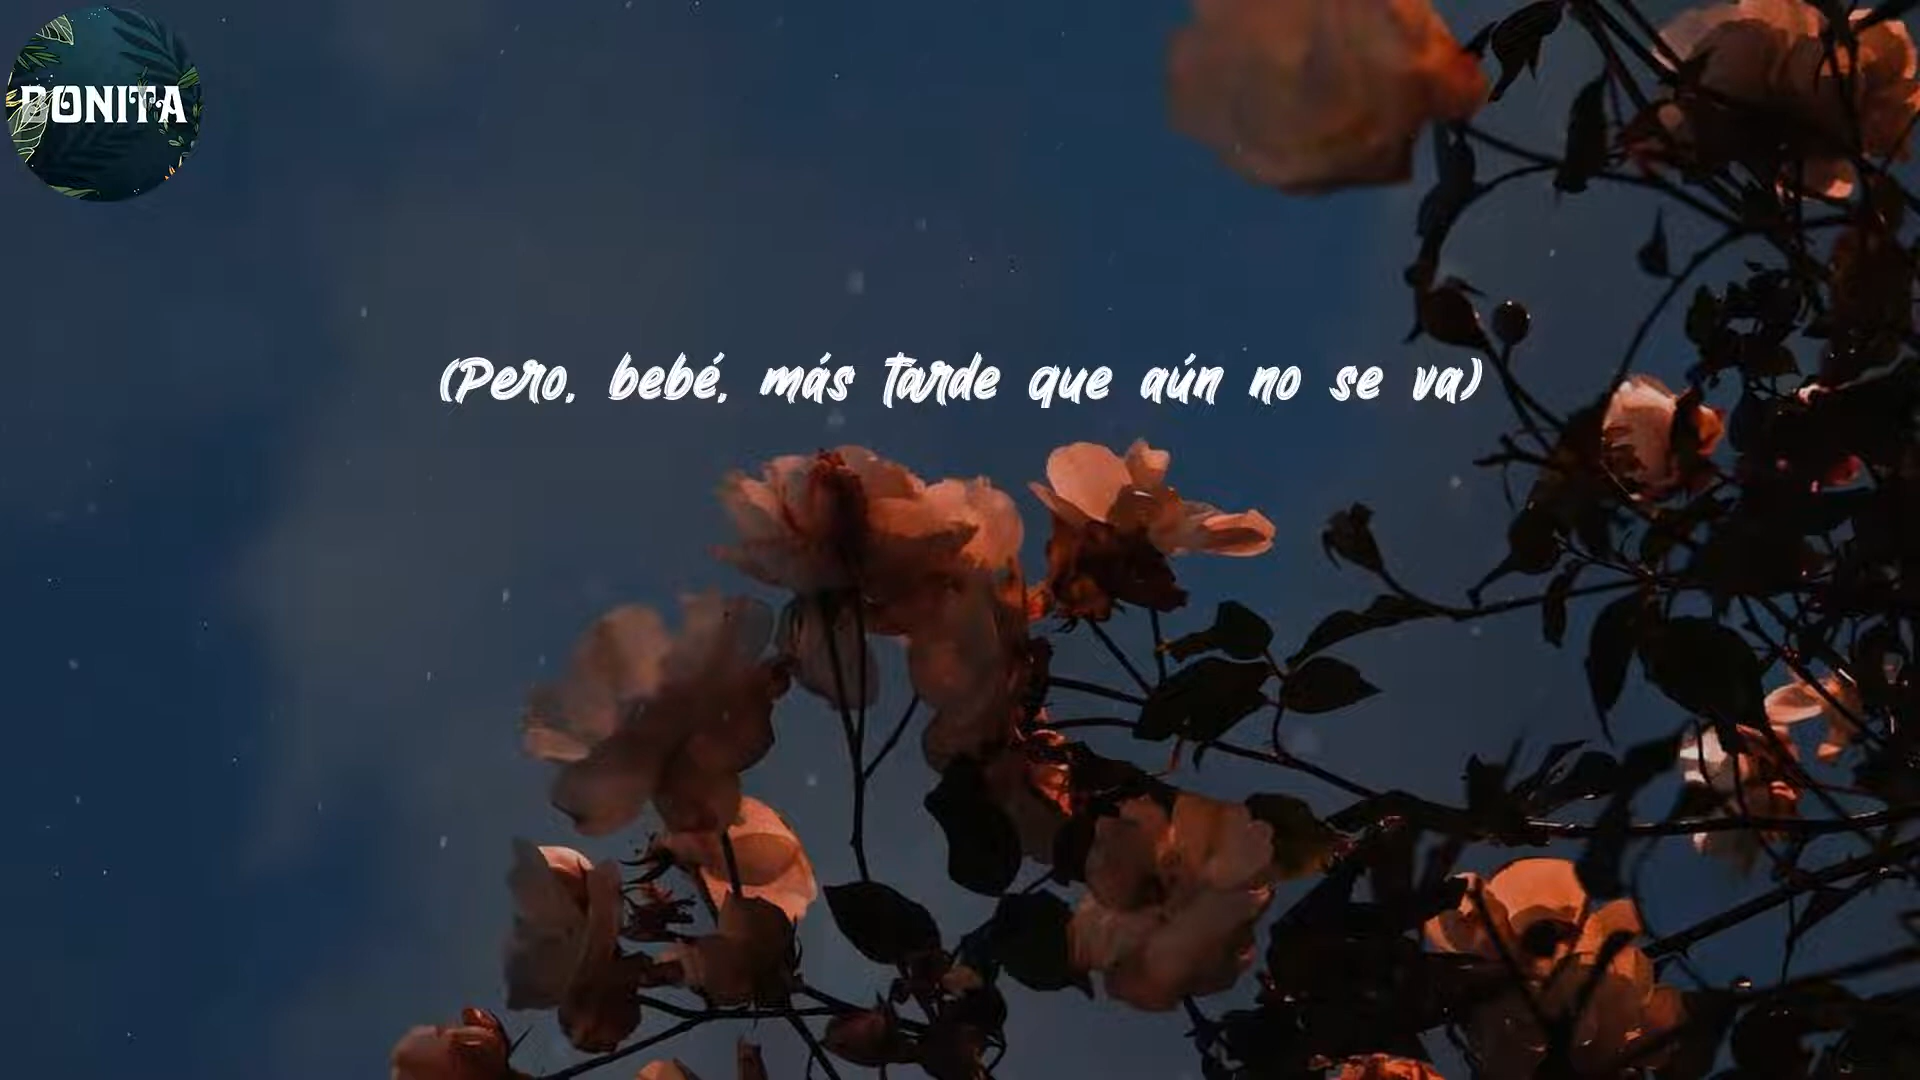 BONITA
(Pero, bebé, más tarde que aún no se va)